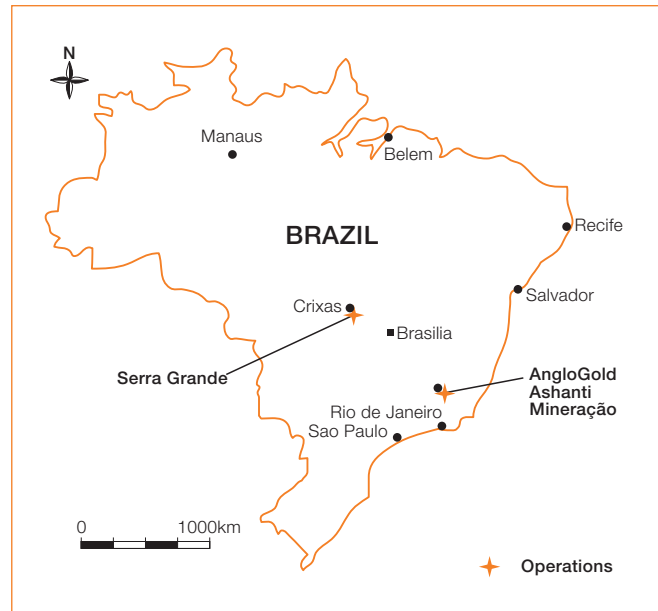 N
Manaus
Belem
BRAZIL
Recife
Salvador
Crixas
Brasilia
Serra Grande
AngloGold
Ashanti
Mineração
Rio de Janeiro
Sao Paulo
0 1000km
Operations